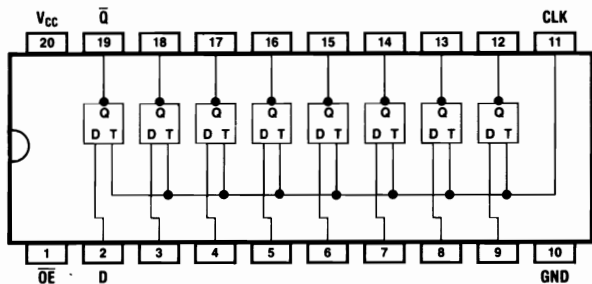 VCC Q̅ CLK
20 19 18 17 16 15 14 13 12 11
Q Q Q Q Q Q Q Q
D T D T D T D T D T D T D T D T
1 2 3 4 5 6 7 8 9 10
O̅E̅ D GND